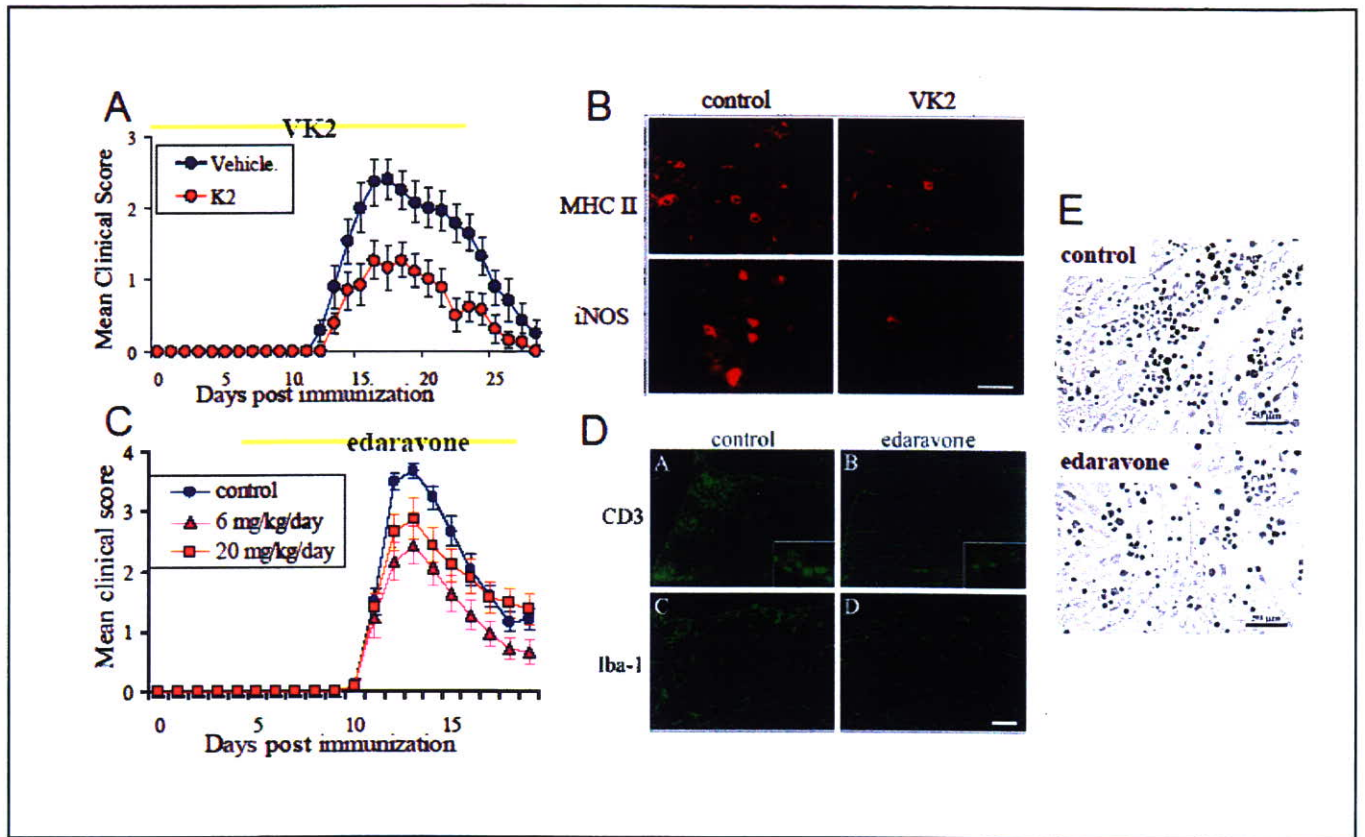 A
VK2
3
2
1
0
Mean Clinical Score
Vehicle.
K2
0 5 10. 15. 20 25
Days post immunization
B
control VK2
MHC II
iNOS
C
edaravone
4
3
2
1
0
Mean clinical score
control
6 mg/kg/day
20 mg/kg/day
0 5 10 15
Days post immunization
D
control edaravone
A B
CD3
C D
Iba-1
E
control
50 μm
edaravone